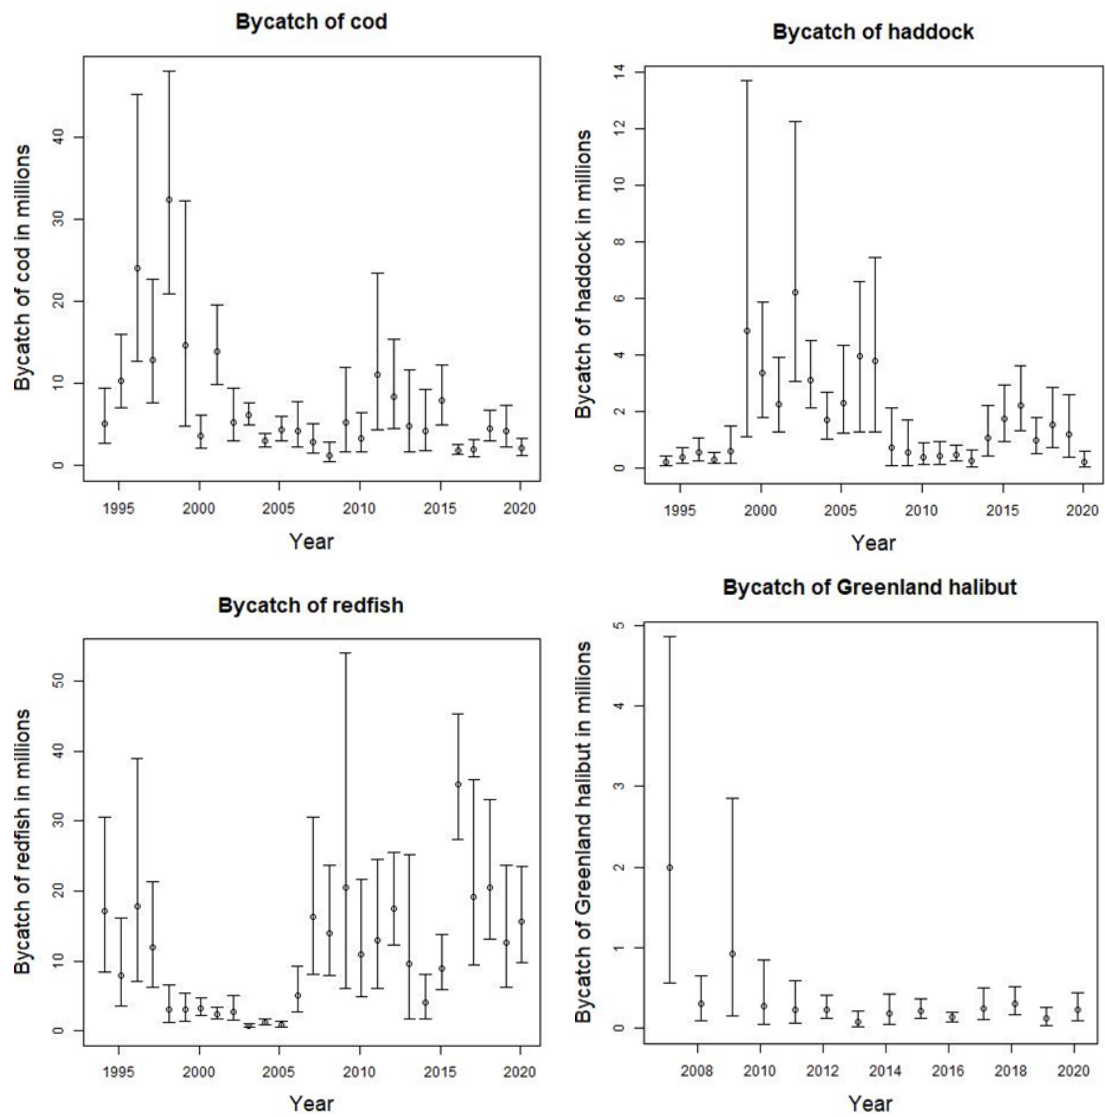 Bycatch of cod
Bycatch of cod in millions
40
30
20
10
0
1995 2000 2005 2010 2015 2020
Year
Bycatch of haddock
Bycatch of haddock in millions
14
12
10
8
6
4
2
0
1995 2000 2005 2010 2015 2020
Year
Bycatch of redfish
Bycatch of redfish in millions
50
40
30
20
10
0
1995 2000 2005 2010 2015 2020
Year
Bycatch of Greenland halibut
Bycatch of Greenland halibut in millions
5
4
3
2
1
0
2008 2010 2012 2014 2016 2018 2020
Year